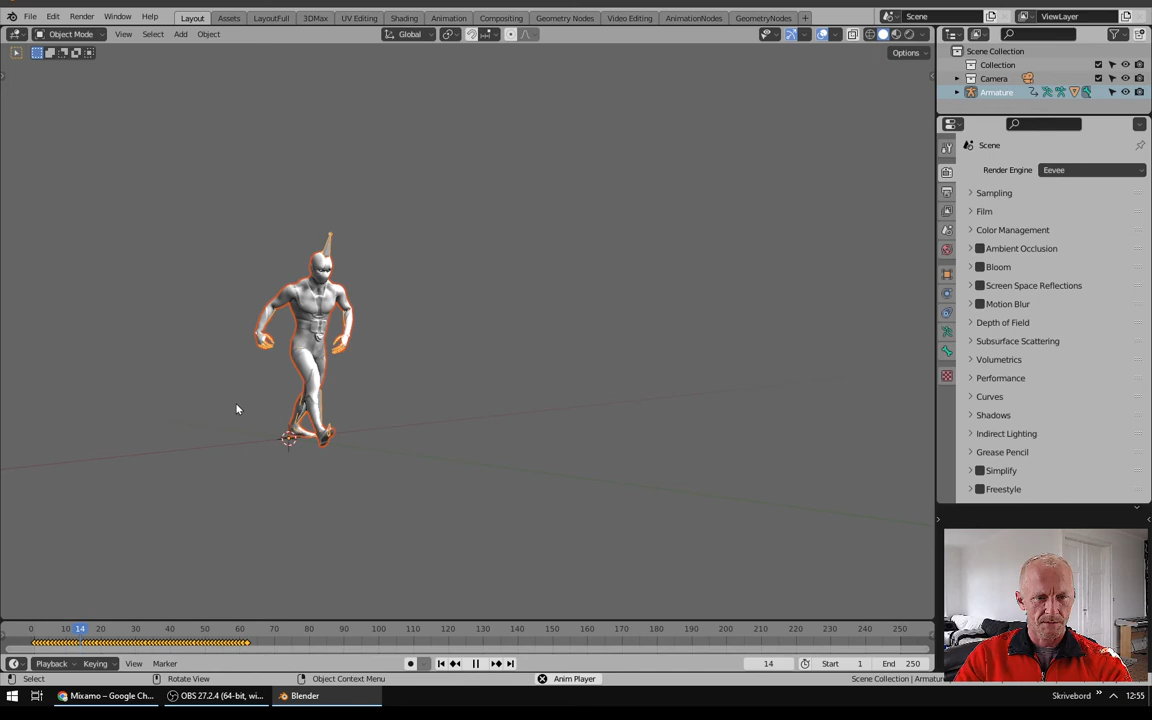 File Edit Render Window Help Layout Assets LayoutFull 3DMax UV Editing Shading Animation Compositing Geometry Nodes Video Editing AnimationNodes GeometryNodes + Scene ViewLayer
Object Mode View Select Add Object Global
Options
Scene Collection
Collection
Camera
Armature
Scene
Render Engine Eevee
Sampling
Film
Color Management
Ambient Occlusion
Bloom
Screen Space Reflections
Motion Blur
Depth of Field
Subsurface Scattering
Volumetrics
Performance
Curves
Shadows
Indirect Lighting
Grease Pencil
Simplify
Freestyle
0 10 14 20 30 40 50 60 70 80 90 100 110 120 130 140 150 160 170 180 190 200 210 220 230 240 250
Playback Keying View Marker 14 Start 1 End 250
Select Rotate View Object Context Menu Anim Player Scene Collection | Armature
Mixamo – Google Ch... OBS 27.2.4 (64-bit, wi... Blender Skrivebord 12:55